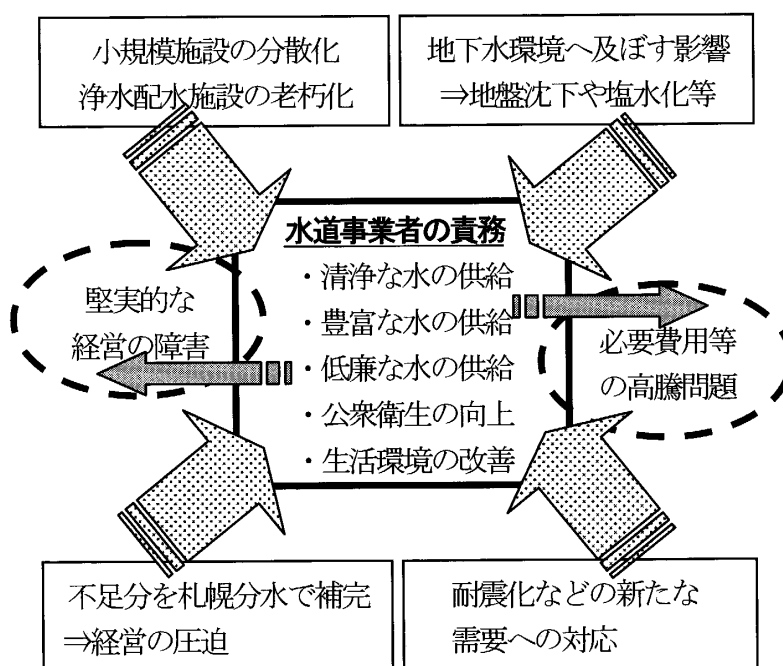 小規模施設の分散化
浄水配水施設の老朽化
地下水環境へ及ぼす影響
⇒地盤沈下や塩水化等
水道事業者の責務
・清浄な水の供給
・豊富な水の供給
・低廉な水の供給
・公衆衛生の向上
・生活環境の改善
堅実的な
経営の障害
必要費用等
の高騰問題
不足分を札幌分水で補完
⇒経営の圧迫
耐震化などの新たな
需要への対応